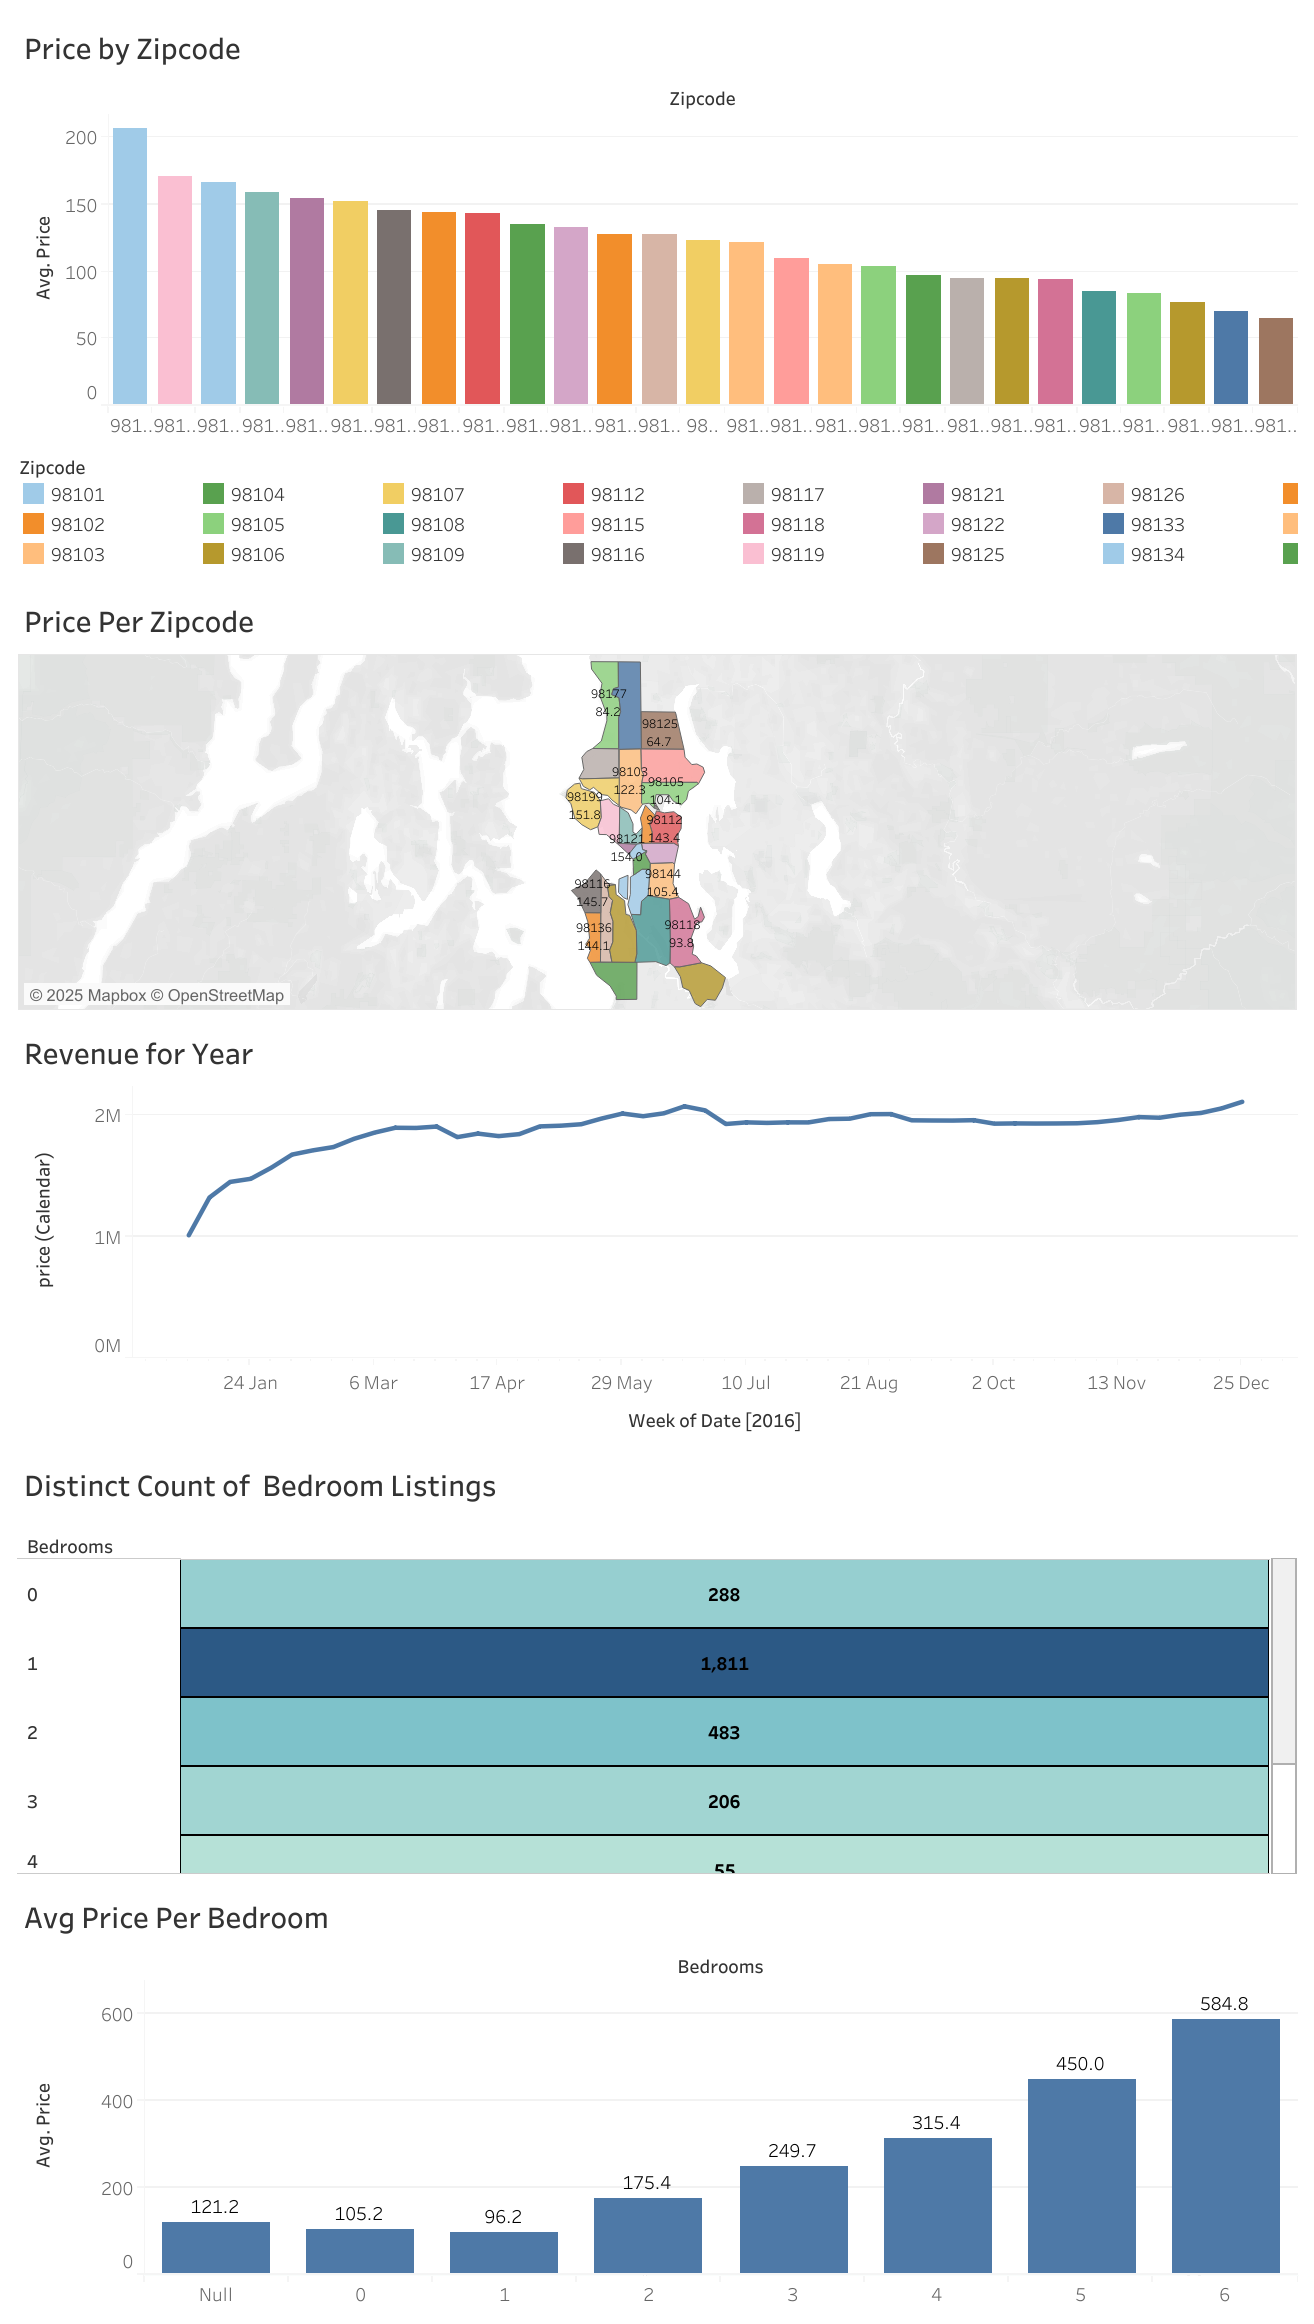 Price by Zipcode
Zipcode
Avg. Price
200
150
100
50
0
981.. 981.. 981.. 981.. 981.. 981.. 981.. 981.. 981.. 981.. 981.. 981.. 981.. 98.. 981.. 981.. 981.. 981.. 981.. 981.. 981.. 981.. 981.. 981.. 981.. 981.. 981..
Zipcode
98101 98104 98107 98112 98117 98121 98126
98102 98105 98108 98115 98118 98122 98133
98103 98106 98109 98116 98119 98125 98134
Price Per Zipcode
98177
84.2
98125
64.7
98103
122.3
98105
104.1
98199
151.8
98112
143.4
98121
154.0
98144
105.4
98116
145.7
98118
93.8
98136
144.1
© 2025 Mapbox © OpenStreetMap
Revenue for Year
price (Calendar)
2M
1M
0M
24 Jan 6 Mar 17 Apr 29 May 10 Jul 21 Aug 2 Oct 13 Nov 25 Dec
Week of Date [2016]
Distinct Count of  Bedroom Listings
Bedrooms
0 288
1 1,811
2 483
3 206
4 55
Avg Price Per Bedroom
Bedrooms
Avg. Price
600
400
200
0
121.2 105.2 96.2 175.4 249.7 315.4 450.0 584.8
Null 0 1 2 3 4 5 6